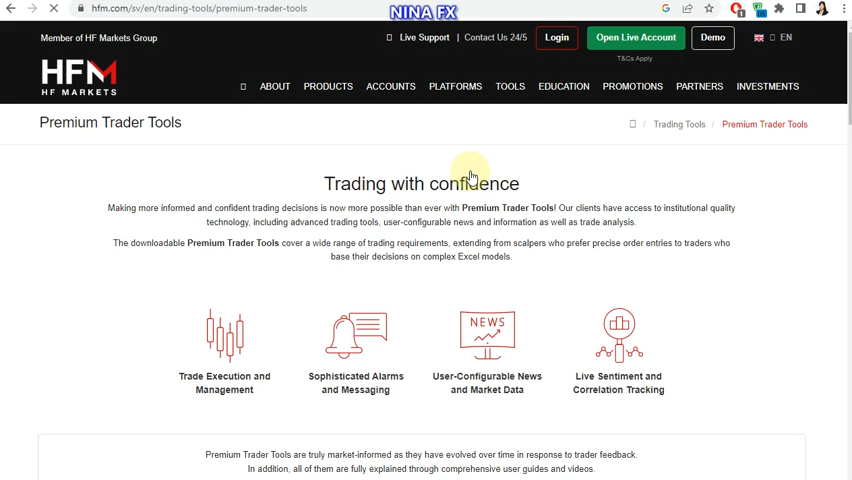 hfm.com/sv/en/trading-tools/premium-trader-tools
NINA FX
Member of HF Markets Group
Live Support | Contact Us 24/5
Login
Open Live Account
Demo
EN
T&Cs Apply
HFM
HF MARKETS
ABOUT PRODUCTS ACCOUNTS PLATFORMS TOOLS EDUCATION PROMOTIONS PARTNERS INVESTMENTS
Premium Trader Tools
/ Trading Tools / Premium Trader Tools
Trading with confidence
Making more informed and confident trading decisions is now more possible than ever with Premium Trader Tools! Our clients have access to institutional quality
technology, including advanced trading tools, user-configurable news and information as well as trade analysis.
The downloadable Premium Trader Tools cover a wide range of trading requirements, extending from scalpers who prefer precise order entries to traders who
base their decisions on complex Excel models.
NEWS
Trade Execution and
Management
Sophisticated Alarms
and Messaging
User-Configurable News
and Market Data
Live Sentiment and
Correlation Tracking
Premium Trader Tools are truly market-informed as they have evolved over time in response to trader feedback.
In addition, all of them are fully explained through comprehensive user guides and videos.